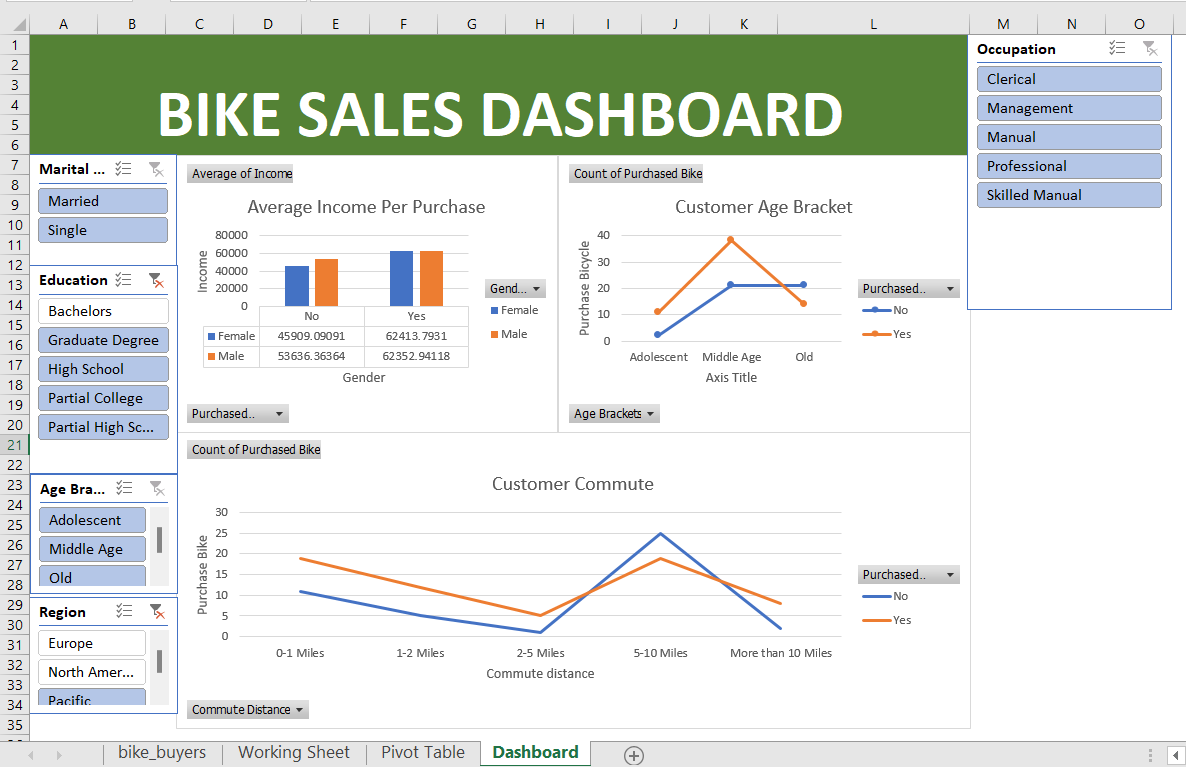 A B C D E F G H I J K L M N O
1
2
3
4
5
6
7
8
9
10
11
12
13
14
15
16
17
18
19
20
21
22
23
24
25
26
27
28
29
30
31
32
33
34
35
BIKE SALES DASHBOARD
Occupation
Clerical
Management
Manual
Professional
Skilled Manual
Marital ...
Married
Single
Education
Bachelors
Graduate Degree
High School
Partial College
Partial High Sc...
Age Bra...
Adolescent
Middle Age
Old
Region
Europe
North Amer...
Pacific
Average of Income
Average Income Per Purchase
80000
60000
40000
20000
0
Income
No Yes
Female 45909.09091 62413.7931
Male 53636.36364 62352.94118
Gender
Gend...
Female
Male
Purchased..
Count of Purchased Bike
Customer Age Bracket
40
30
20
10
0
Purchase Bicycle
Adolescent Middle Age Old
Axis Title
Purchased..
No
Yes
Age Brackets
Count of Purchased Bike
Customer Commute
30
25
20
15
10
5
0
Purchase Bike
0-1 Miles 1-2 Miles 2-5 Miles 5-10 Miles More than 10 Miles
Commute distance
Purchased..
No
Yes
Commute Distance
bike_buyers Working Sheet Pivot Table Dashboard